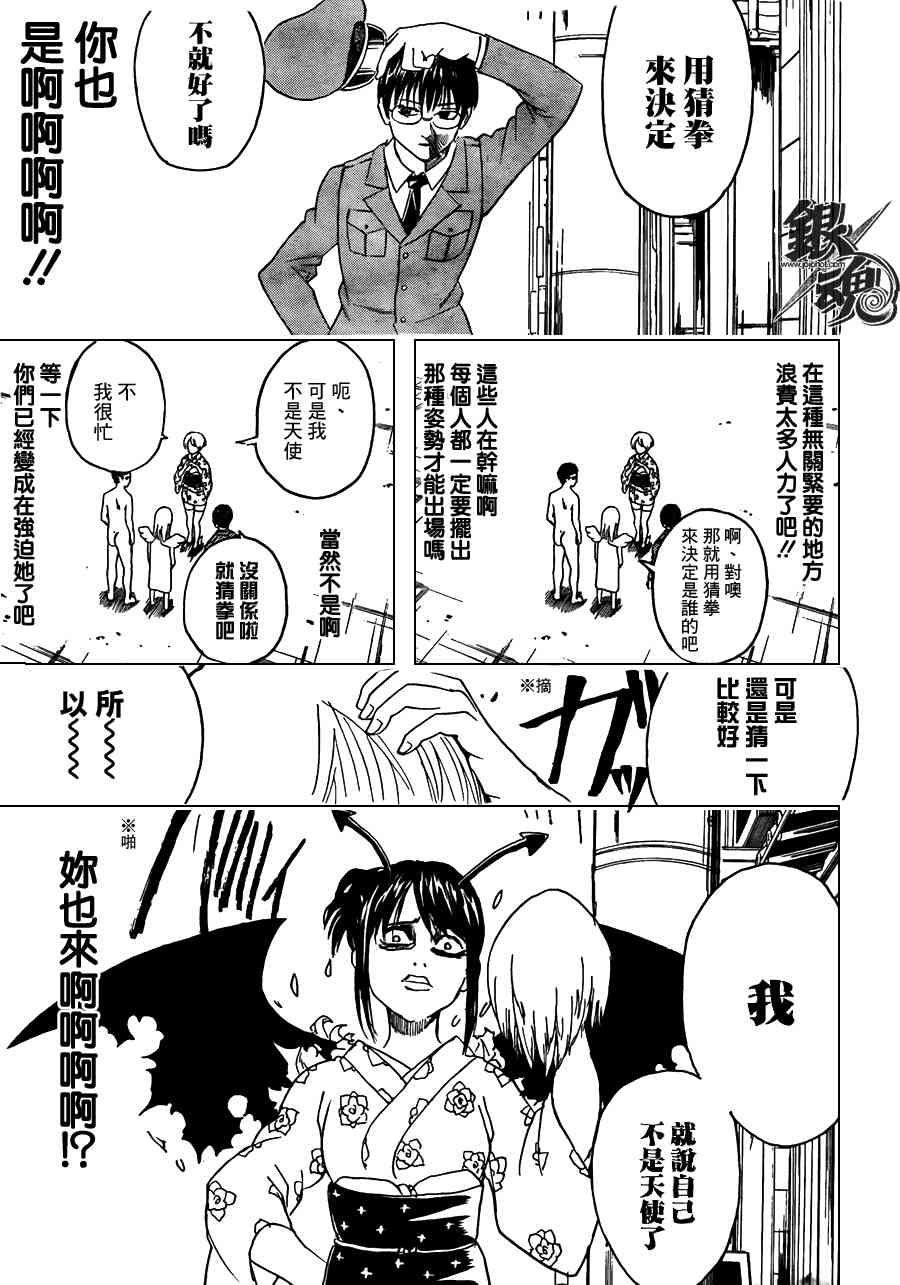 用猜拳
來決定
不就好了嗎
你也
是啊啊啊啊!!
銀魂
www.jojohot.com
在這種無關緊要的地方
浪費太多人力了吧!!
啊、對噢
那就用猜拳
來決定是誰的吧
這些人在幹嘛啊
每個人都一定要擺出
那種姿勢才能出場嗎
當然不是啊
呃、
可是我
不是天使
沒關係啦
就猜拳吧
不
我很忙
等一下
你們已經變成在強迫她了吧
可是
還是猜一下
比較好
ガッ
※摘
所～～
以～～
我
就說自己
不是天使了
※啪
妳也來啊啊啊啊!?